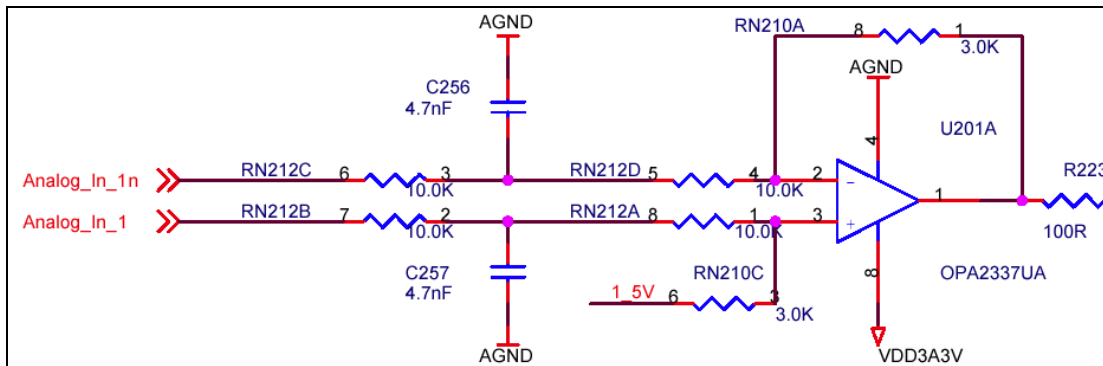 AGND
RN210A
8
1
3.0K
AGND
C256
4.7nF
U201A
4
Analog_In_1n
RN212C
6
3
10.0K
RN212D
5
4
10.0K
2
R223
Analog_In_1
RN212B
7
2
10.0K
RN212A
8
1
10.0K
3
1
100R
C257
4.7nF
RN210C
1_5V
6
3
3.0K
8
OPA2337UA
AGND
VDD3A3V